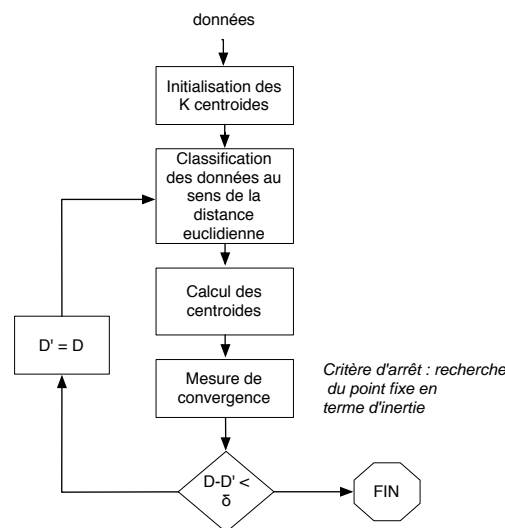 données
Initialisation des
K centroides
Classification
des données au
sens de la
distance
euclidienne
Calcul des
centroides
D' = D
Mesure de
convergence
Critère d'arrêt : recherche
du point fixe en
terme d'inertie
D-D' <
δ
FIN